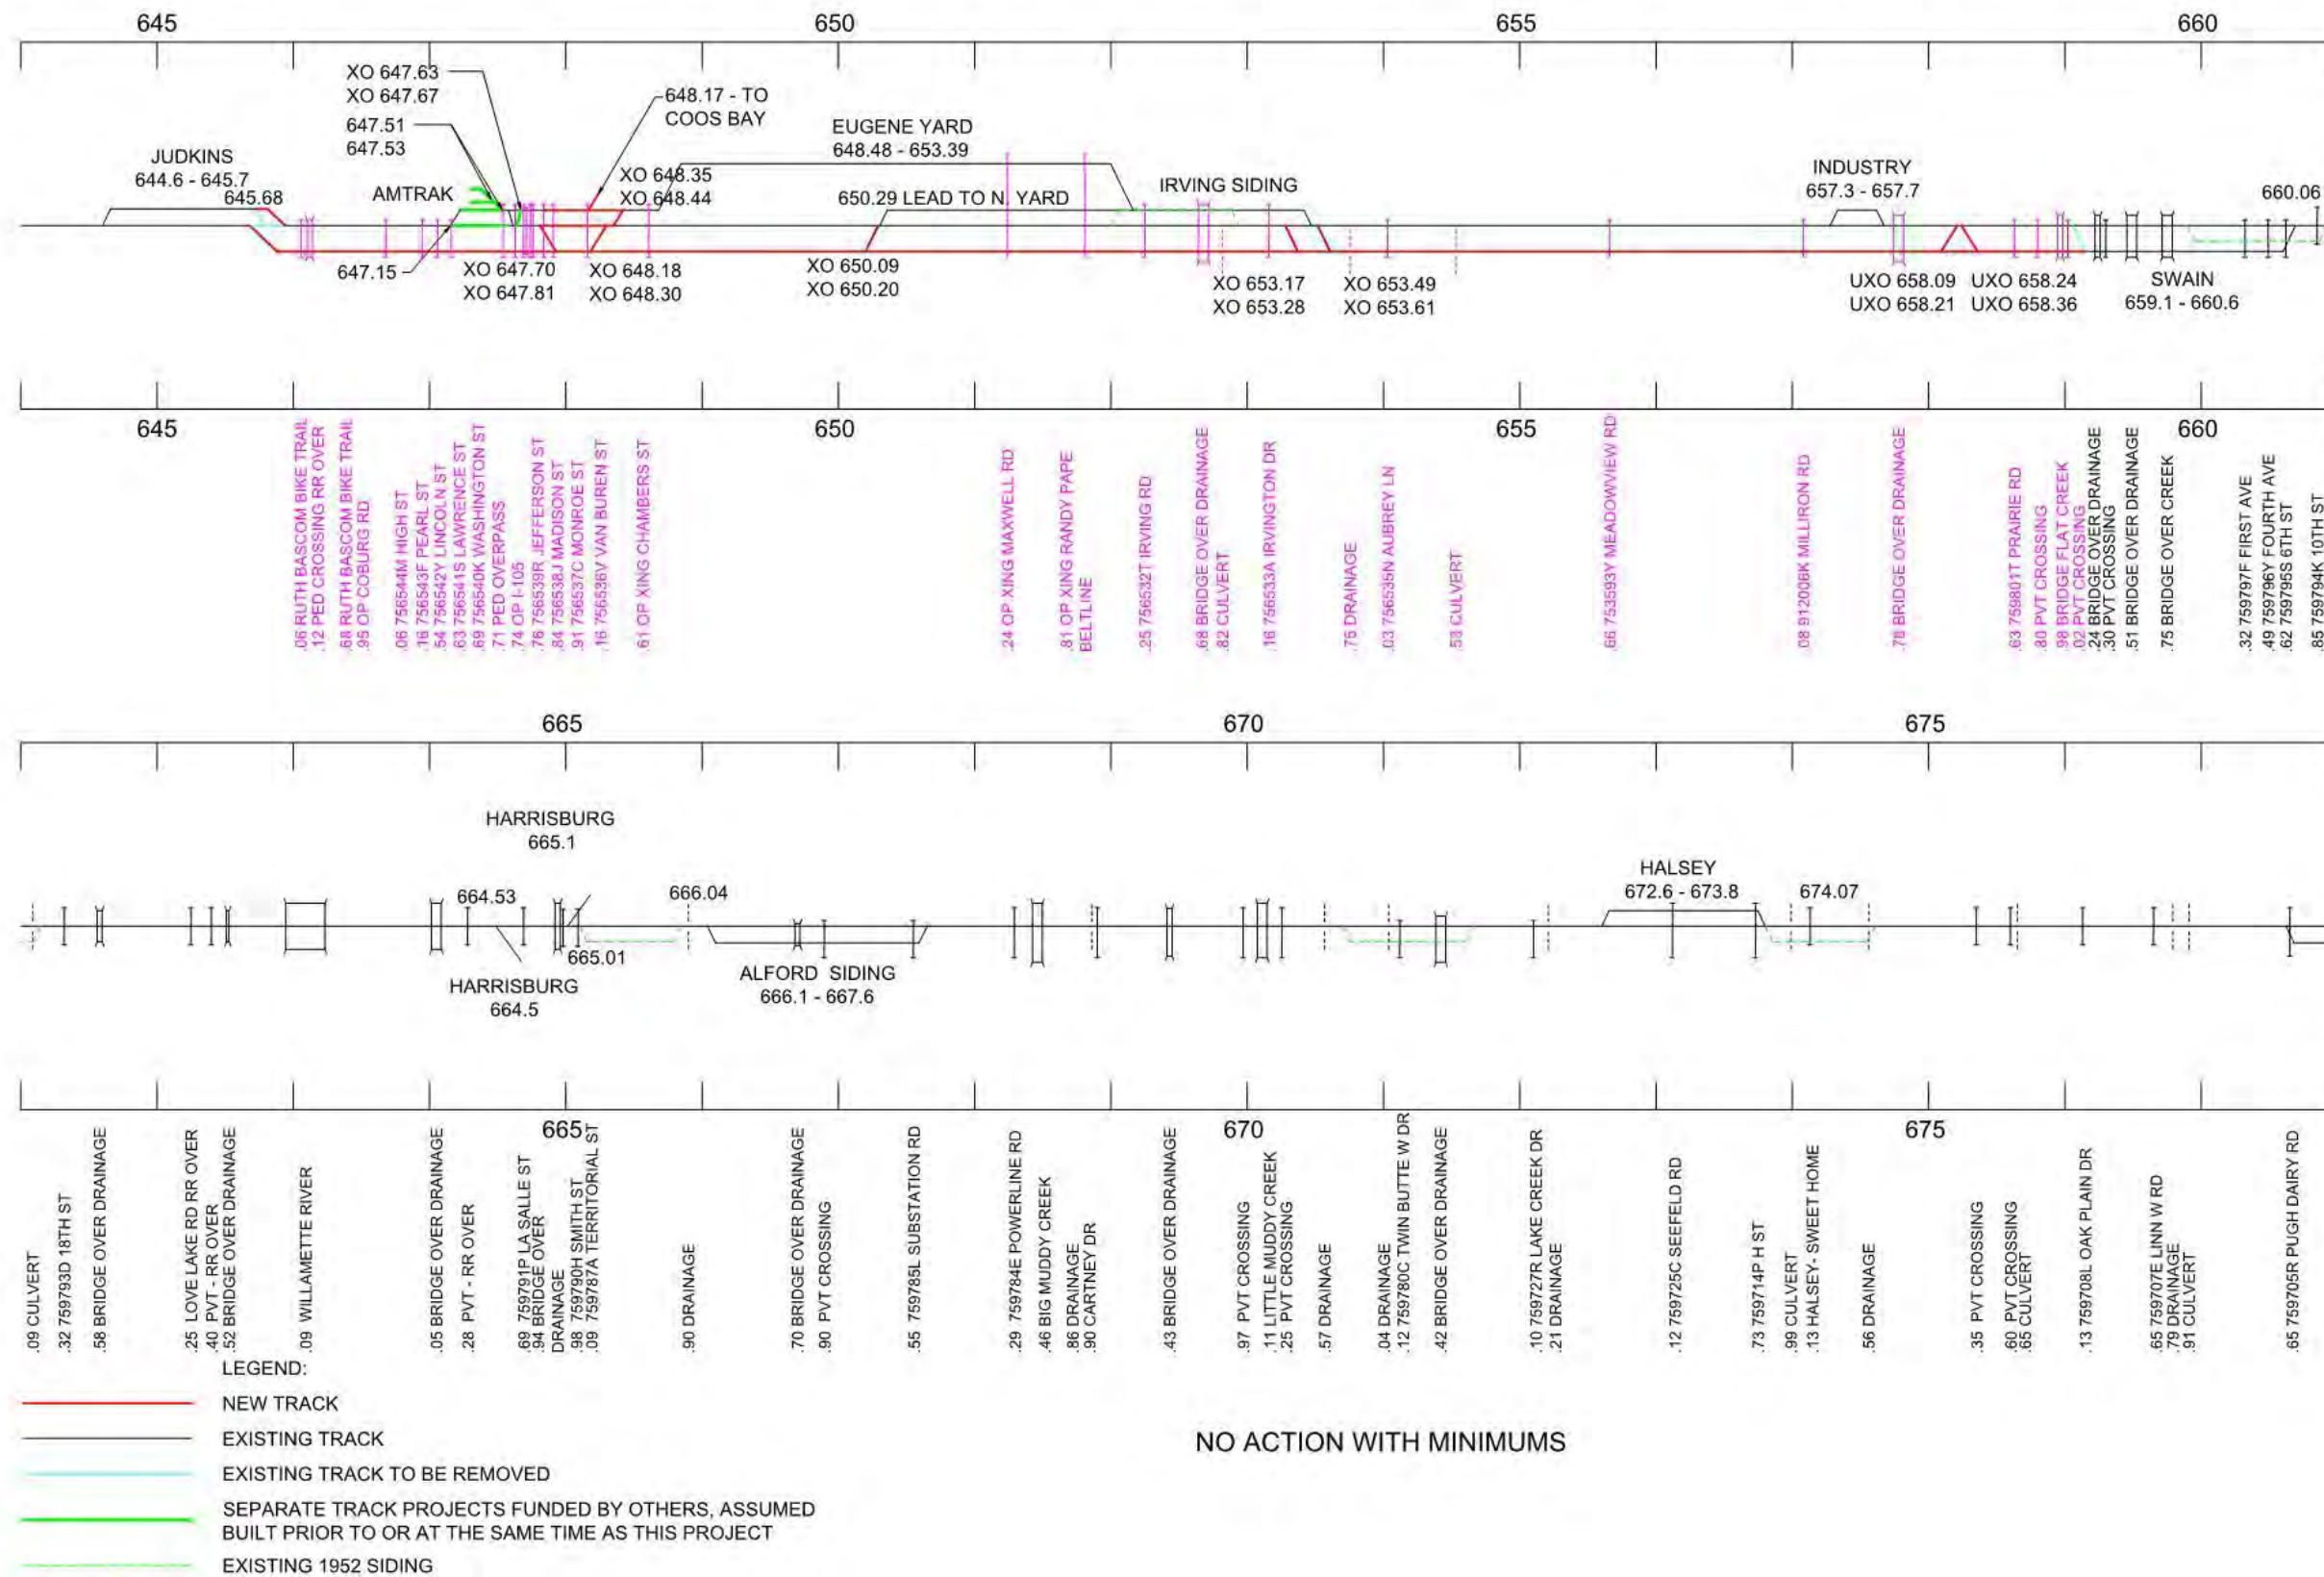 645
650
655
660
XO 647.63
XO 647.67
647.51
647.53
648.17 - TO
COOS BAY
EUGENE YARD
648.48 - 653.39
JUDKINS
644.6 - 645.7
645.68
AMTRAK
XO 648.35
XO 648.44
650.29 LEAD TO N. YARD
IRVING SIDING
INDUSTRY
657.3 - 657.7
660.06
647.15
XO 647.70
XO 647.81
XO 648.18
XO 648.30
XO 650.09
XO 650.20
XO 653.17
XO 653.28
XO 653.49
XO 653.61
UXO 658.09
UXO 658.21
UXO 658.24
UXO 658.36
SWAIN
659.1 - 660.6
645
650
655
660
.06 RUTH BASCOM BIKE TRAIL
.12 PED CROSSING RR OVER
.68 RUTH BASCOM BIKE TRAIL
.95 OP COBURG RD
.06 756544M HIGH ST
.16 756543F PEARL ST
.54 756542Y LINCOLN ST
.63 756541S LAWRENCE ST
.69 756540K WASHINGTON ST
.71 PED OVERPASS
.74 OP I-105
.76 756539R JEFFERSON ST
.84 756538J MADISON ST
.91 756537C MONROE ST
.16 756536V VAN BUREN ST
.61 OP XING CHAMBERS ST
.24 OP XING MAXWELL RD
.81 OP XING RANDY PAPE
BELTLINE
.25 756532T IRVING RD
.68 BRIDGE OVER DRAINAGE
.82 CULVERT
.16 756533A IRVINGTON DR
.75 DRAINAGE
.03 756535N AUBREY LN
.53 CULVERT
.66 753593Y MEADOWVIEW RD
.08 912006K MILLIRON RD
.78 BRIDGE OVER DRAINAGE
.63 759801T PRAIRIE RD
.80 PVT CROSSING
.98 BRIDGE FLAT CREEK
.02 PVT CROSSING
.24 BRIDGE OVER DRAINAGE
.30 PVT CROSSING
.51 BRIDGE OVER DRAINAGE
.75 BRIDGE OVER CREEK
.32 759797F FIRST AVE
.49 759796Y FOURTH AVE
.62 759795S 6TH ST
.85 759794K 10TH ST
665
670
675
HARRISBURG
665.1
664.53
666.04
HALSEY
672.6 - 673.8
674.07
665.01
HARRISBURG
664.5
ALFORD SIDING
666.1 - 667.6
665
670
675
.09 CULVERT
.32 759793D 18TH ST
.58 BRIDGE OVER DRAINAGE
.25 LOVE LAKE RD RR OVER
.40 PVT - RR OVER
.52 BRIDGE OVER DRAINAGE
.09 WILLAMETTE RIVER
.05 BRIDGE OVER DRAINAGE
.28 PVT - RR OVER
.69 759791P LA SALLE ST
.94 BRIDGE OVER
DRAINAGE
.98 759790H SMITH ST
.09 759787A TERRITORIAL ST
.90 DRAINAGE
.70 BRIDGE OVER DRAINAGE
.90 PVT CROSSING
.55 759785L SUBSTATION RD
.29 759784E POWERLINE RD
.46 BIG MUDDY CREEK
.86 DRAINAGE
.90 CARTNEY DR
.43 BRIDGE OVER DRAINAGE
.97 PVT CROSSING
.11 LITTLE MUDDY CREEK
.25 PVT CROSSING
.57 DRAINAGE
.04 DRAINAGE
.12 759780C TWIN BUTTE W DR
.42 BRIDGE OVER DRAINAGE
.10 759727R LAKE CREEK DR
.21 DRAINAGE
.12 759725C SEEFELD RD
.73 759714P H ST
.99 CULVERT
.13 HALSEY- SWEET HOME
.56 DRAINAGE
.35 PVT CROSSING
.60 PVT CROSSING
.65 CULVERT
.13 759708L OAK PLAIN DR
.65 759707E LINN W RD
.79 DRAINAGE
.91 CULVERT
.65 759705R PUGH DAIRY RD
LEGEND:
NEW TRACK
EXISTING TRACK
EXISTING TRACK TO BE REMOVED
SEPARATE TRACK PROJECTS FUNDED BY OTHERS, ASSUMED
BUILT PRIOR TO OR AT THE SAME TIME AS THIS PROJECT
EXISTING 1952 SIDING
NO ACTION WITH MINIMUMS